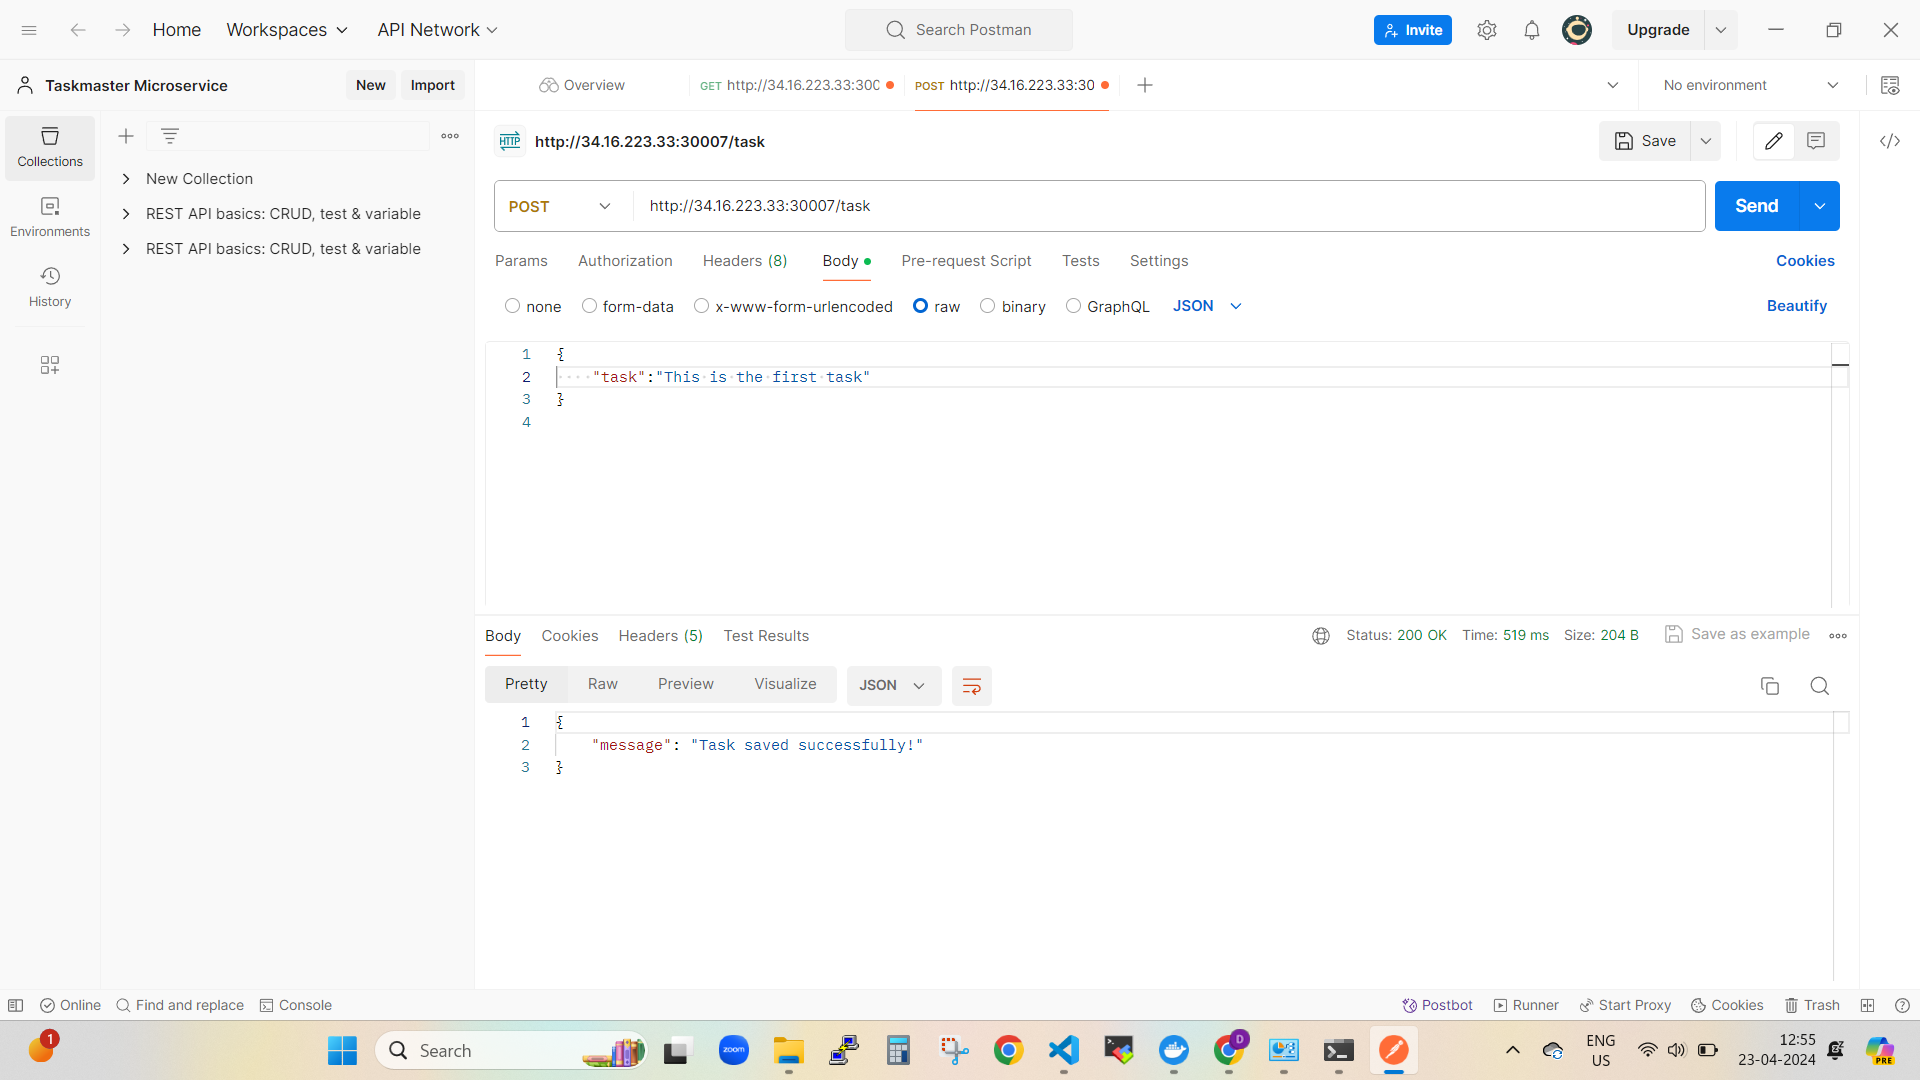 Home Workspaces API Network Search Postman Invite Upgrade
Taskmaster Microservice New Import Overview GET http://34.16.223.33:300 POST http://34.16.223.33:30 No environment
Collections
Environments
History
New Collection
REST API basics: CRUD, test & variable
REST API basics: CRUD, test & variable
HTTP http://34.16.223.33:30007/task Save
POST http://34.16.223.33:30007/task Send
Params Authorization Headers (8) Body Pre-request Script Tests Settings Cookies
none form-data x-www-form-urlencoded raw binary GraphQL JSON Beautify
1 {
2 "task":"This is the first task"
3 }
4
Body Cookies Headers (5) Test Results Status: 200 OK Time: 519 ms Size: 204 B Save as example
Pretty Raw Preview Visualize JSON
1 {
2 "message": "Task saved successfully!"
3 }
Online Find and replace Console Postbot Runner Start Proxy Cookies Trash
1 Search zoom D ENG 12:55
US 23-04-2024 PRE